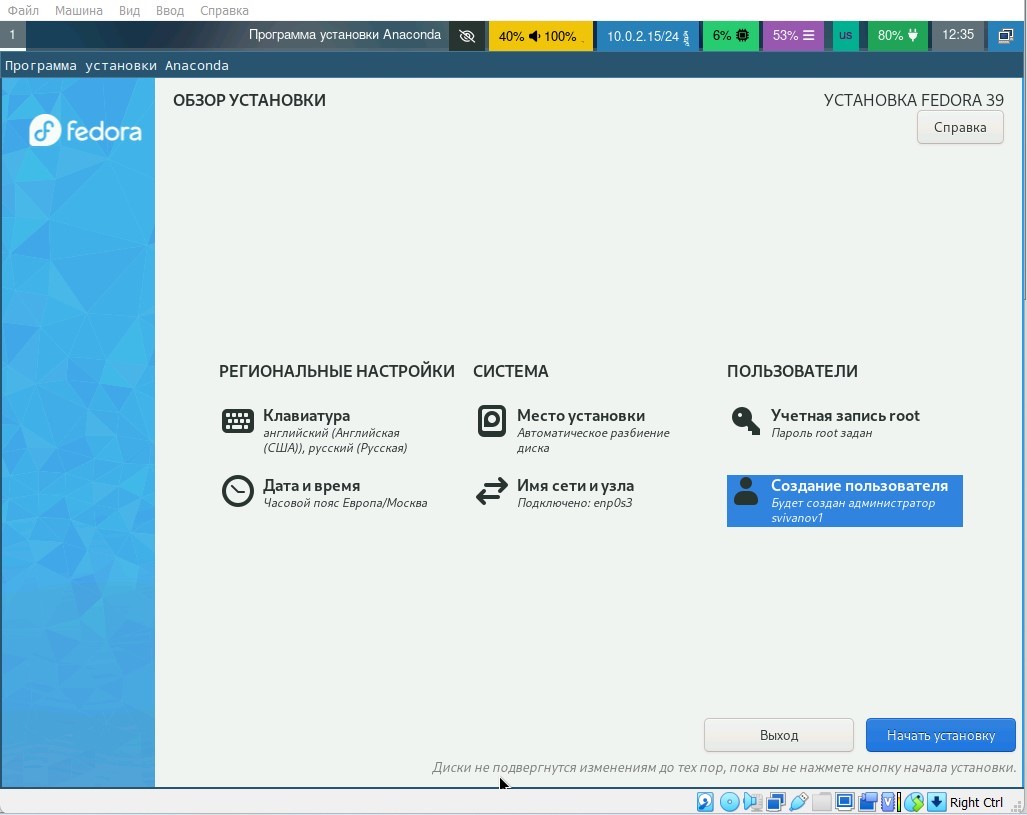 Файл Машина Вид Ввод Справка
1 Программа установки Anaconda 40% 100% 10.0.2.15/24 6% 53% us 80% 12:35
Программа установки Anaconda
fedora
ОБЗОР УСТАНОВКИ
УСТАНОВКА FEDORA 39
Справка
РЕГИОНАЛЬНЫЕ НАСТРОЙКИ
Клавиатура
английский (Английская
(США)), русский (Русская)
Дата и время
Часовой пояс Европа/Москва
СИСТЕМА
Место установки
Автоматическое разбиение
диска
Имя сети и узла
Подключено: enp0s3
ПОЛЬЗОВАТЕЛИ
Учетная запись root
Пароль root задан
Создание пользователя
Будет создан администратор
svivanov1
Выход
Начать установку
Диски не подвергнутся изменениям до тех пор, пока вы не нажмете кнопку начала установки.
Right Ctrl